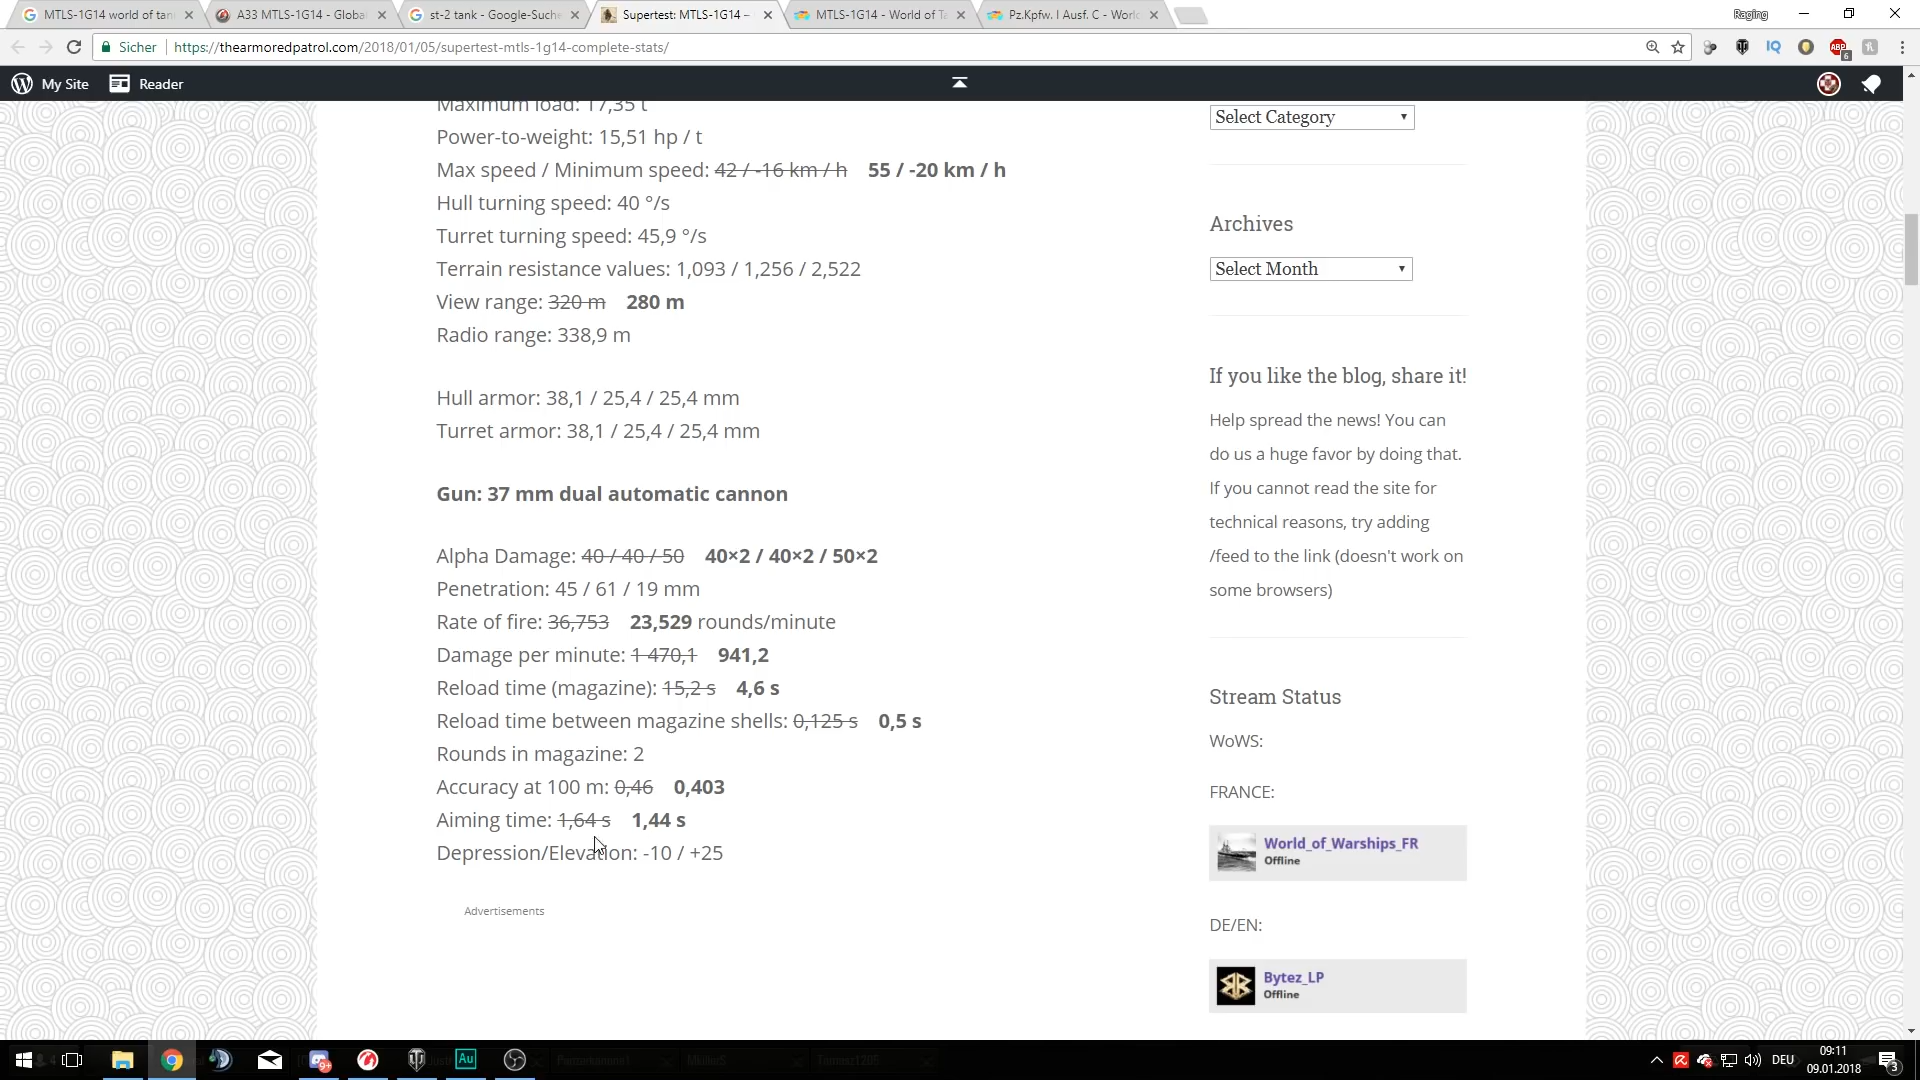 MTLS-1G14 world of tan
A33 MTLS-1G14 - Global
st-2 tank - Google-Suche
Supertest: MTLS-1G14 –
MTLS-1G14 - World of Ta
Pz.Kpfw. I Ausf. C - Worl
Raging
Sicher
https://thearmoredpatrol.com/2018/01/05/supertest-mtls-1g14-complete-stats/
IQ
ABP
6
My Site
Reader
Maximum load: 17,35 t
Power-to-weight: 15,51 hp / t
Max speed / Minimum speed: 42 / -16 km / h 55 / -20 km / h
Hull turning speed: 40 °/s
Turret turning speed: 45,9 °/s
Terrain resistance values: 1,093 / 1,256 / 2,522
View range: 320 m 280 m
Radio range: 338,9 m
Hull armor: 38,1 / 25,4 / 25,4 mm
Turret armor: 38,1 / 25,4 / 25,4 mm
Gun: 37 mm dual automatic cannon
Alpha Damage: 40 / 40 / 50 40×2 / 40×2 / 50×2
Penetration: 45 / 61 / 19 mm
Rate of fire: 36,753 23,529 rounds/minute
Damage per minute: 1 470,1 941,2
Reload time (magazine): 15,2 s 4,6 s
Reload time between magazine shells: 0,125 s 0,5 s
Rounds in magazine: 2
Accuracy at 100 m: 0,46 0,403
Aiming time: 1,64 s 1,44 s
Depression/Elevation: -10 / +25
Advertisements
Select Category
Archives
Select Month
If you like the blog, share it!
Help spread the news! You can
do us a huge favor by doing that.
If you cannot read the site for
technical reasons, try adding
/feed to the link (doesn't work on
some browsers)
Stream Status
WoWS:
FRANCE:
World_of_Warships_FR
Offline
DE/EN:
Bytez_LP
Offline
Au
DEU
09:11
09.01.2018
3